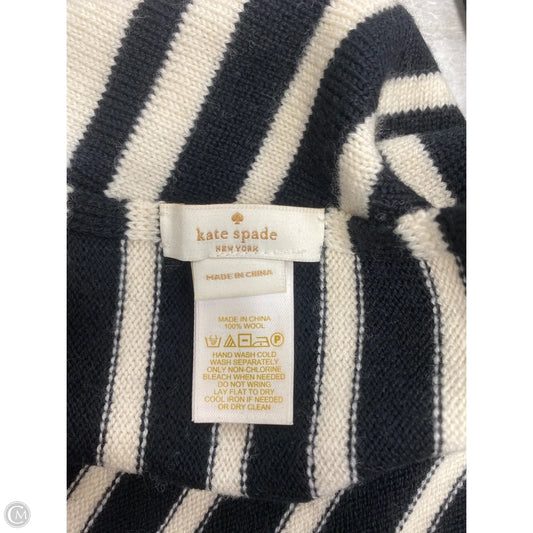 kate spade
NEW YORK
MADE IN CHINA
MADE IN CHINA
100% WOOL
P
HAND WASH COLD
WASH SEPARATELY
ONLY NON-CHLORINE
BLEACH WHEN NEEDED
DO NOT WRING
LAY FLAT TO DRY
COOL IRON IF NEEDED
OR DRY CLEAN
CM